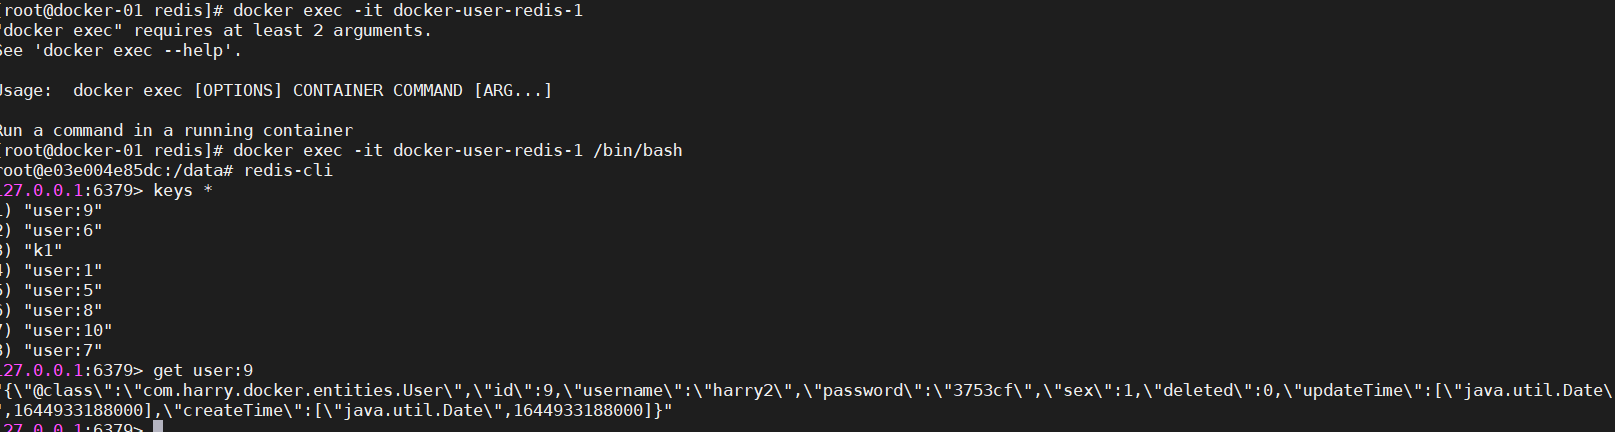 [root@docker-01 redis]# docker exec -it docker-user-redis-1
"docker exec" requires at least 2 arguments.
See 'docker exec --help'.
Usage:  docker exec [OPTIONS] CONTAINER COMMAND [ARG...]
Run a command in a running container
[root@docker-01 redis]# docker exec -it docker-user-redis-1 /bin/bash
root@e03e004e85dc:/data# redis-cli
127.0.0.1:6379> keys *
1) "user:9"
2) "user:6"
3) "k1"
4) "user:1"
5) "user:5"
6) "user:8"
7) "user:10"
8) "user:7"
127.0.0.1:6379> get user:9
"{\"@class\":\"com.harry.docker.entities.User\",\"id\":9,\"username\":\"harry2\",\"password\":\"3753cf\",\"sex\":1,\"deleted\":0,\"updateTime\":[\"java.util.Date\
",1644933188000],\"createTime\":[\"java.util.Date\",1644933188000]}"
127.0.0.1:6379>